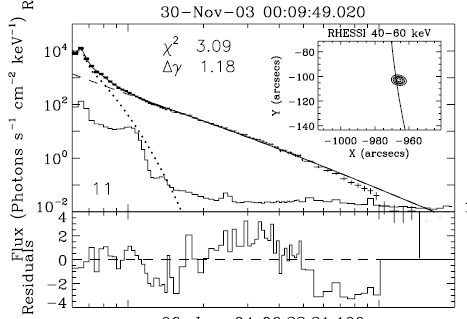 30-Nov-03 00:09:49.020
χ² 3.09
Δγ 1.18
RHESSI 40-60 keV
Y (arcsecs)
-60
-80
-100
-120
-140
-1000 -980 -960
X (arcsecs)
Flux (Photons s⁻¹ cm⁻² keV⁻¹)
10⁴
10²
10⁰
10⁻²
11
Residuals
4
2
0
-2
-4